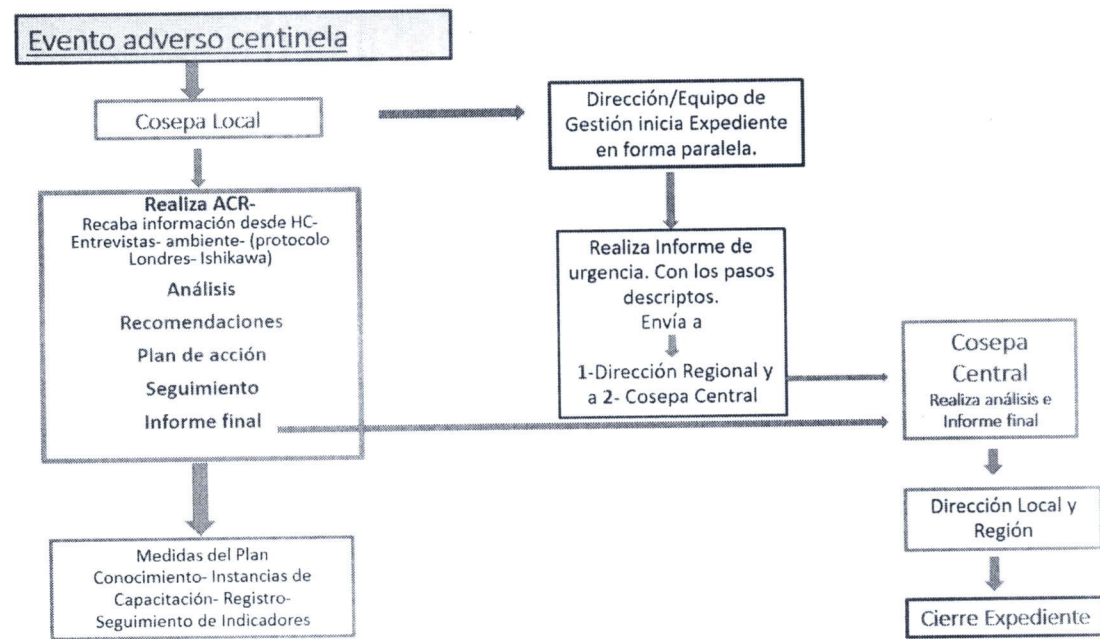 Evento adverso centinela
Cosepa Local
Realiza ACR-
Recaba información desde HC-
Entrevistas- ambiente- (protocolo
Londres- Ishikawa)
Análisis
Recomendaciones
Plan de acción
Seguimiento
Informe final
Medidas del Plan
Conocimiento- Instancias de
Capacitación- Registro-
Seguimiento de Indicadores
Dirección/Equipo de
Gestión inicia Expediente
en forma paralela.
Realiza Informe de
urgencia. Con los pasos
descriptos.
Envía a
1-Dirección Regional y
a 2- Cosepa Central
Cosepa
Central
Realiza análisis e
Informe final
Dirección Local y
Región
Cierre Expediente